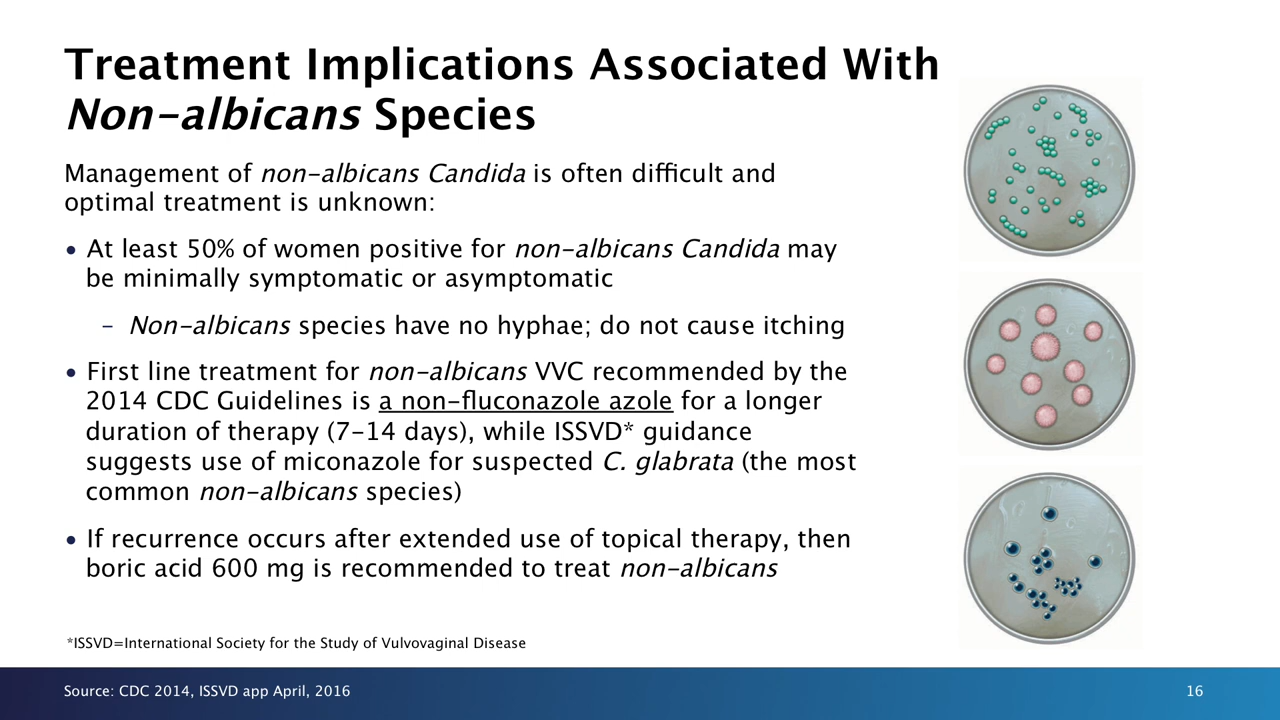 Treatment Implications Associated With
Non-albicans Species
Management of non-albicans Candida is often difficult and
optimal treatment is unknown:
• At least 50% of women positive for non-albicans Candida may
be minimally symptomatic or asymptomatic
– Non-albicans species have no hyphae; do not cause itching
• First line treatment for non-albicans VVC recommended by the
2014 CDC Guidelines is a non-fluconazole azole for a longer
duration of therapy (7-14 days), while ISSVD* guidance
suggests use of miconazole for suspected C. glabrata (the most
common non-albicans species)
• If recurrence occurs after extended use of topical therapy, then
boric acid 600 mg is recommended to treat non-albicans
*ISSVD=International Society for the Study of Vulvovaginal Disease
Source: CDC 2014, ISSVD app April, 2016
16